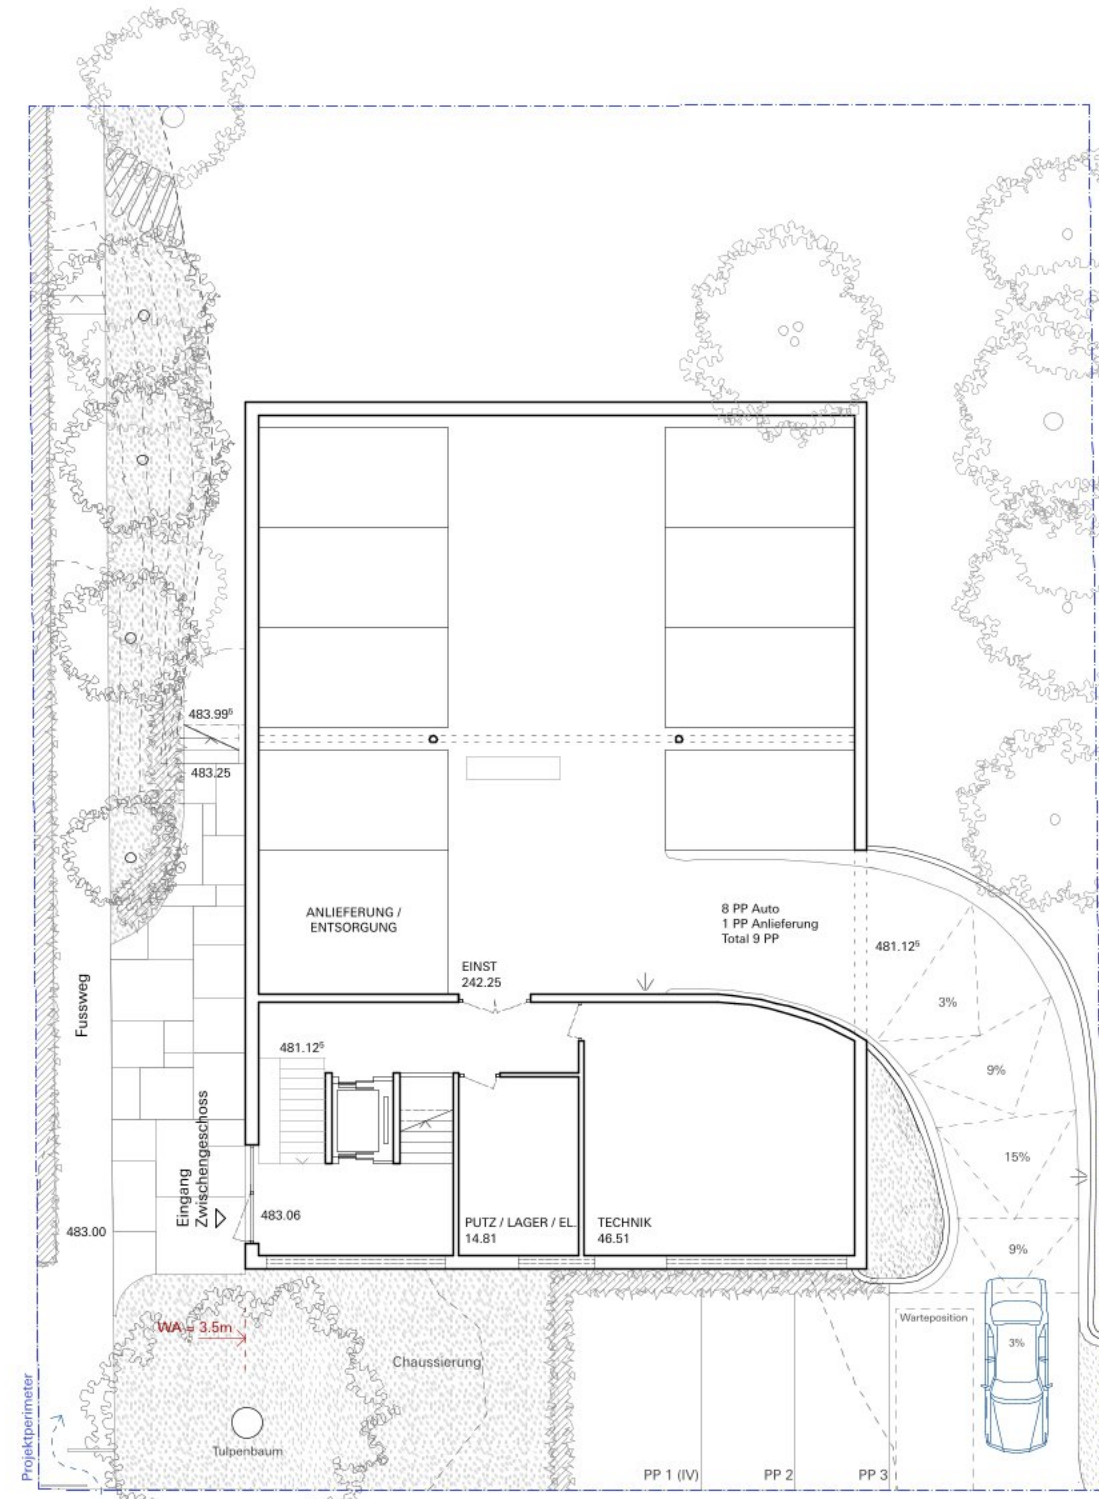 483.99⁵
483.25
ANLIEFERUNG /
ENTSORGUNG
8 PP Auto
1 PP Anlieferung
Total 9 PP
481.12⁵
EINST
242.25
3%
Fussweg
481.12⁵
9%
Eingang
Zwischengeschoss
15%
483.06
483.00
PUTZ / LAGER / EL.
14.81
TECHNIK
46.51
9%
WA = 3.5m
Warteposition
3%
Chaussierung
Projektperimeter
Tulpenbaum
PP 1 (IV)
PP 2
PP 3